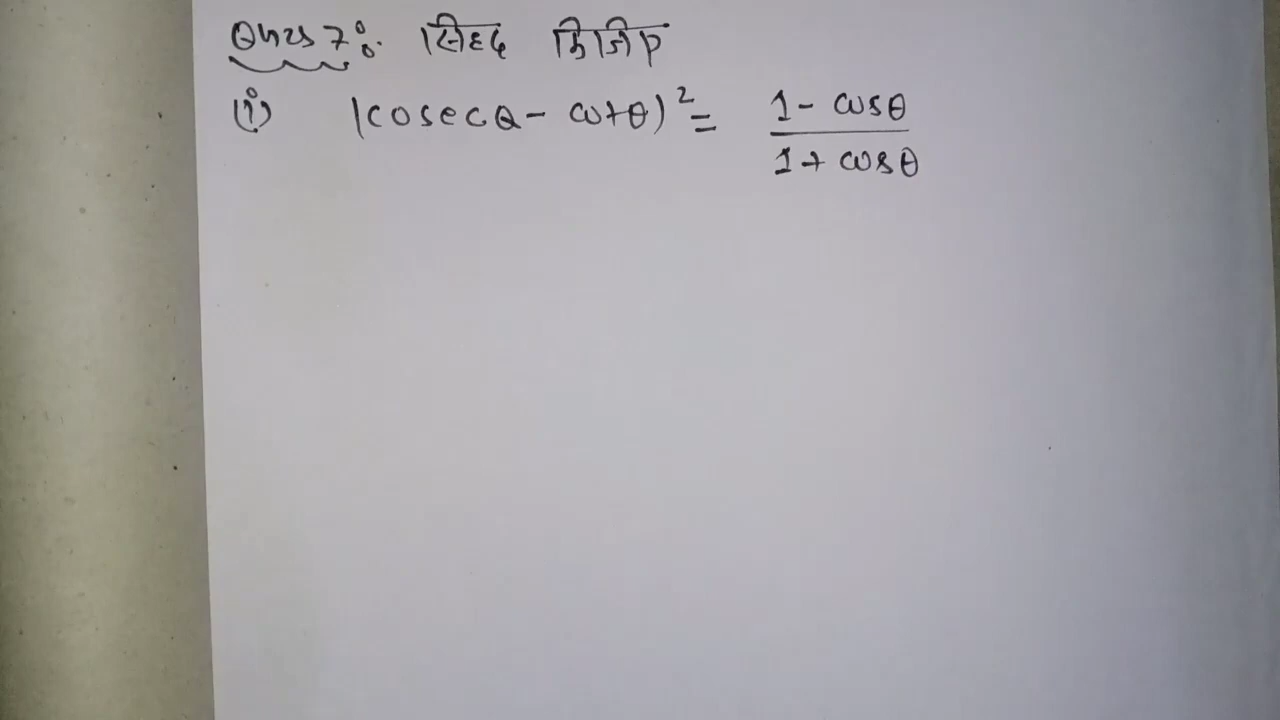 Ques 7:. सिद्ध किजिए
(i) (cosecθ - cotθ)² = 1 - cosθ
1 + cosθ